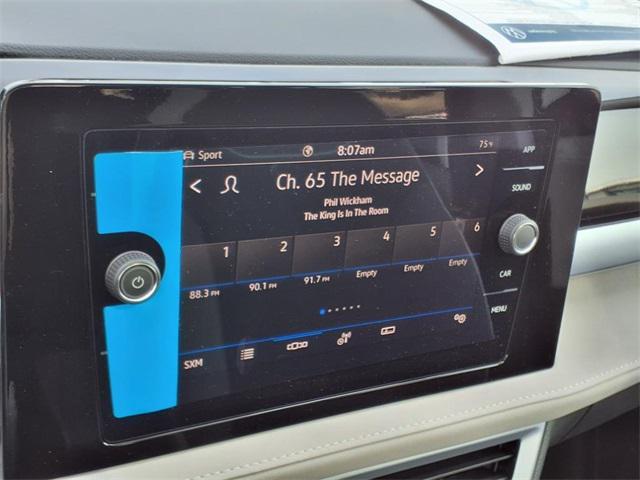 Sport 8:07am 75°F
< Ch. 65 The Message >
Phil Wickham
The King Is In The Room
1 2 3 4 5 6
88.3 FM 90.1 FM 91.7 FM Empty Empty Empty
SXM
APP
SOUND
CAR
MENU